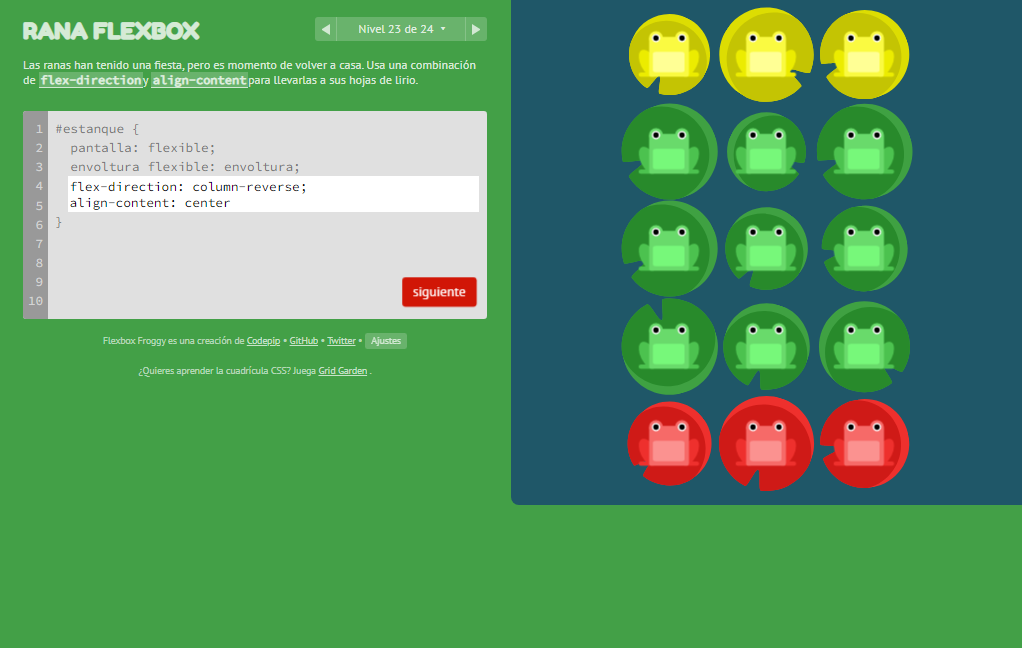 RANA FLEXBOX
Nivel 23 de 24
Las ranas han tenido una fiesta, pero es momento de volver a casa. Usa una combinación
de flex-direction y align-content para llevarlas a sus hojas de lirio.
1 #estanque {
2 pantalla: flexible;
3 envoltura flexible: envoltura;
4 flex-direction: column-reverse;
5 align-content: center
6 }
7
8
9
10
siguiente
Flexbox Froggy es una creación de Codepip • GitHub • Twitter • Ajustes
¿Quieres aprender la cuadrícula CSS? Juega Grid Garden .